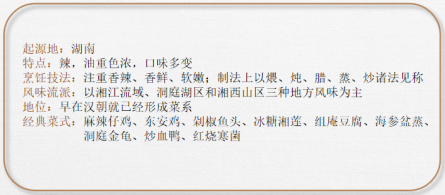 起源地：湖南
特点：辣，油重色浓，口味多变
烹饪技法：注重香辣、香鲜、软嫩；制法上以煨、炖、腊、蒸、炒诸法见称
风味流派：以湘江流域、洞庭湖区和湘西山区三种地方风味为主
地位：早在汉朝就已经形成菜系
经典菜式：麻辣仔鸡、东安鸡、剁椒鱼头、冰糖湘莲、组庵豆腐、海参盆蒸、
洞庭金龟、炒血鸭、红烧寒菌